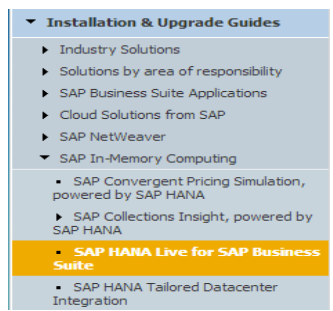 Installation & Upgrade Guides
Industry Solutions
Solutions by area of responsibility
SAP Business Suite Applications
Cloud Solutions from SAP
SAP NetWeaver
SAP In-Memory Computing
SAP Convergent Pricing Simulation,
powered by SAP HANA
SAP Collections Insight, powered by
SAP HANA
SAP HANA Live for SAP Business
Suite
SAP HANA Tailored Datacenter
Integration